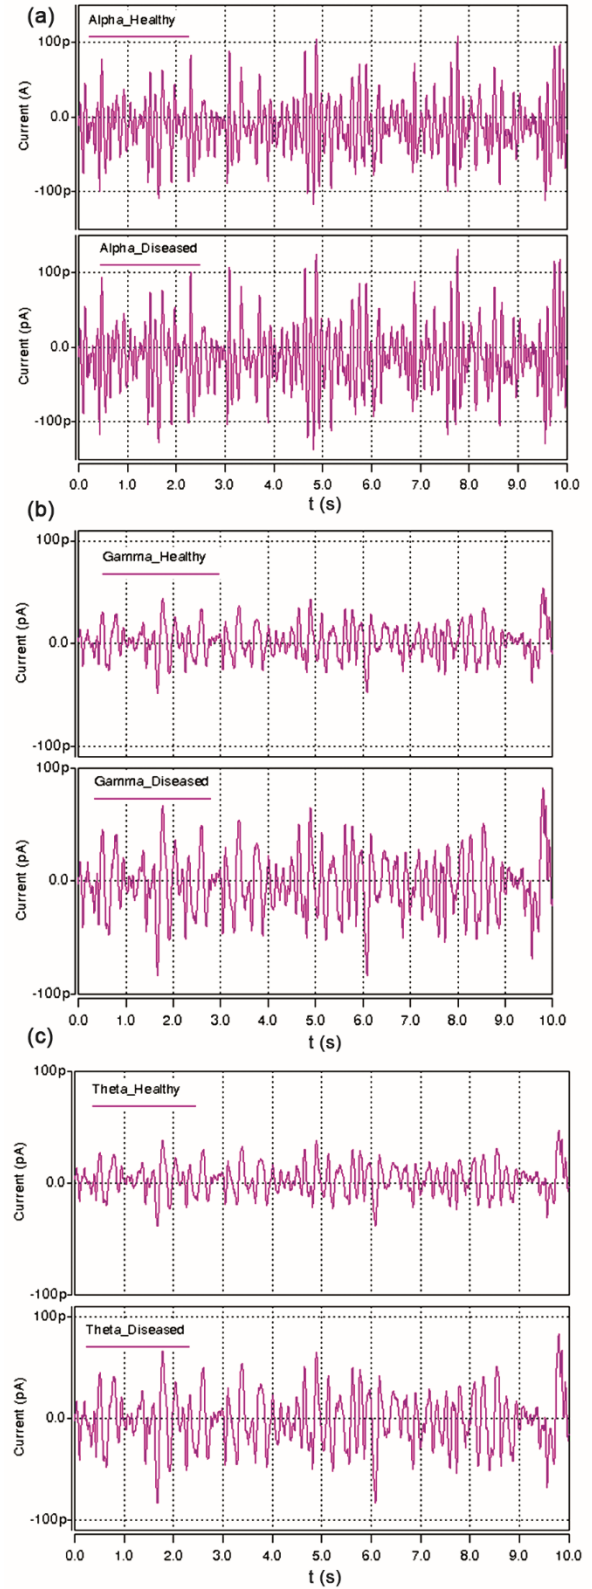 (a)
Alpha_Healthy
100p
0.0
-100p
Current (A)
Alpha_Diseased
100p
0.0
-100p
Current (pA)
0.0 1.0 2.0 3.0 4.0 5.0 6.0 7.0 8.0 9.0 10.0
t (s)
(b)
100p
Gamma_Healthy
0.0
-100p
Current (pA)
100p
Gamma_Diseased
0.0
-100p
Current (pA)
0.0 1.0 2.0 3.0 4.0 5.0 6.0 7.0 8.0 9.0 10.0
t (s)
(c)
100p
Theta_Healthy
0.0
-100p
Current (pA)
100p
Theta_Diseased
0.0
-100p
Current (pA)
0.0 1.0 2.0 3.0 4.0 5.0 6.0 7.0 8.0 9.0 10.0
t (s)